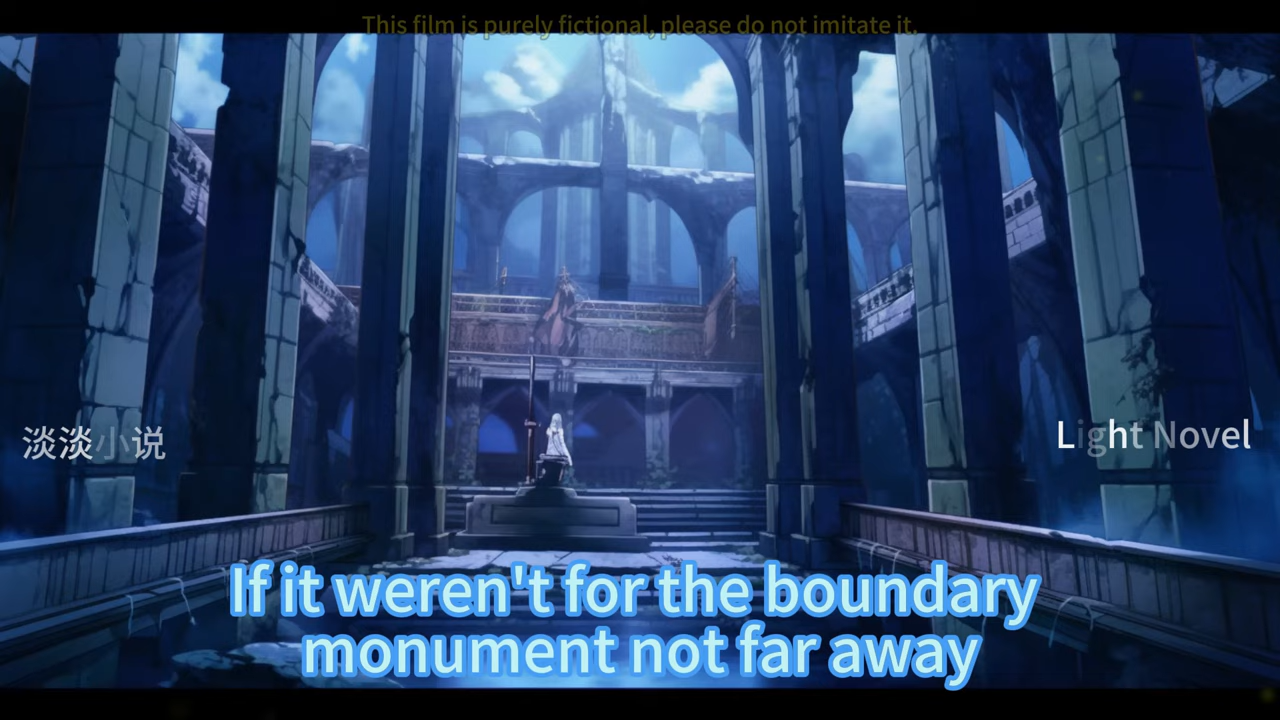 This film is purely fictional, please do not imitate it.
淡淡小说
Light Novel
If it weren't for the boundary
monument not far away